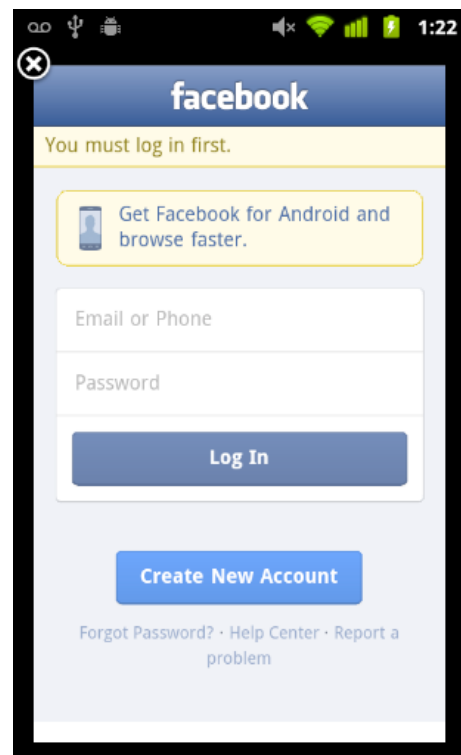 1:22
facebook
You must log in first.
Get Facebook for Android and
browse faster.
Email or Phone
Password
Log In
Create New Account
Forgot Password? · Help Center · Report a
problem